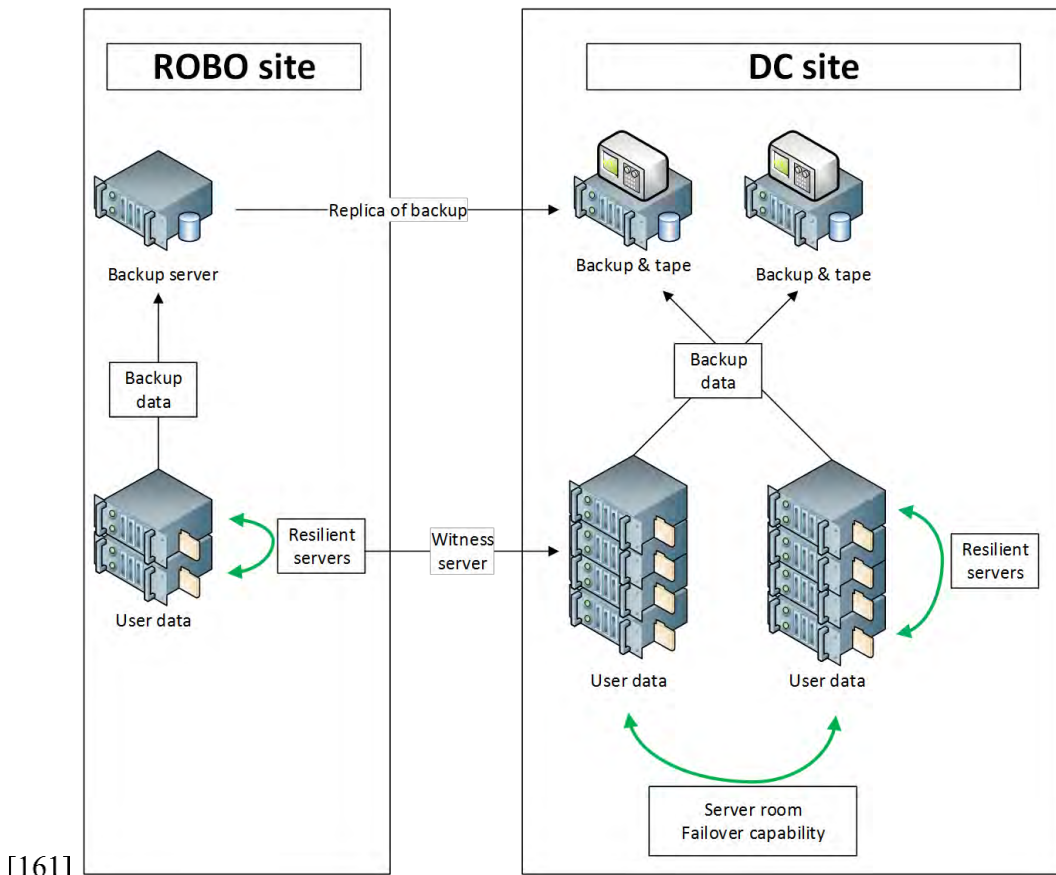 ROBO site
DC site
Replica of backup
Backup server
Backup & tape
Backup & tape
Backup
data
Backup
data
Resilient
servers
Witness
server
Resilient
servers
User data
User data
User data
Server room
Failover capability
[161]